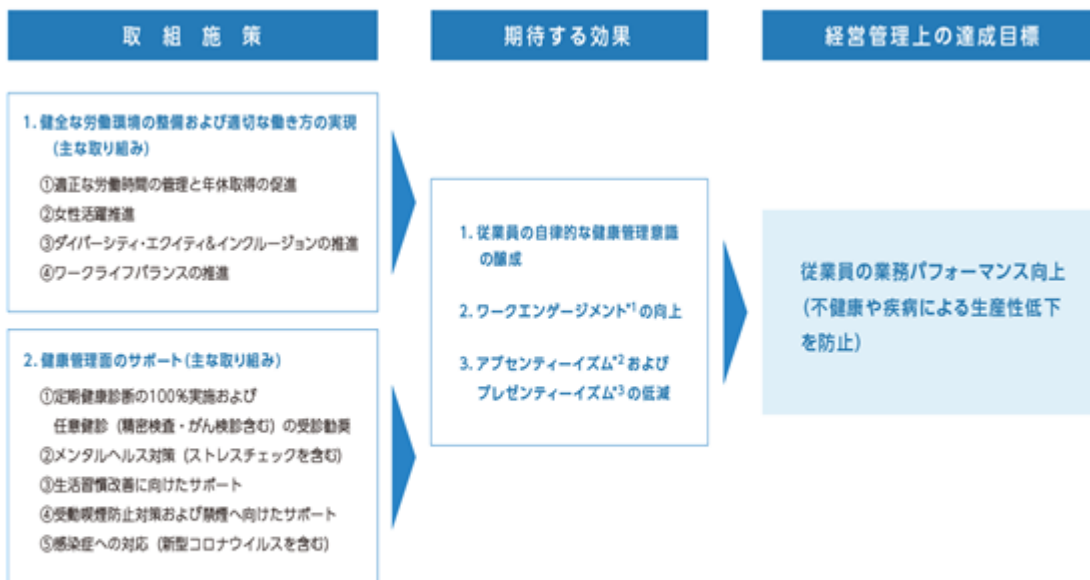 取組施策
期待する効果
経営管理上の達成目標
1. 健全な労働環境の整備および適切な働き方の実現
(主な取り組み)
①適正な労働時間の管理と年休取得の促進
②女性活躍推進
③ダイバーシティ・エクイティ&インクルージョンの推進
④ワークライフバランスの推進
2. 健康管理面のサポート(主な取り組み)
①定期健康診断の100%実施および
任意健診（精密検査・がん検診含む）の受診勧奨
②メンタルヘルス対策（ストレスチェックを含む）
③生活習慣改善に向けたサポート
④受動喫煙防止対策および禁煙へ向けたサポート
⑤感染症への対応（新型コロナウイルスを含む）
1. 従業員の自律的な健康管理意識
の醸成
2. ワークエンゲージメント*1 の向上
3. アブセンティーイズム*2 および
プレゼンティーイズム*3 の低減
従業員の業務パフォーマンス向上
(不健康や疾病による生産性低下
を防止)